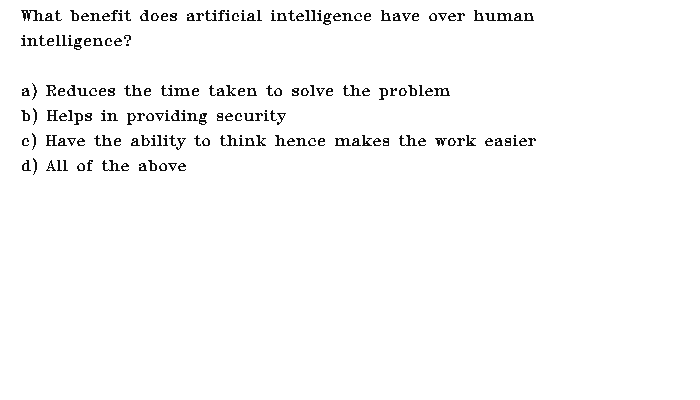 What benefit does artificial intelligence have over human
intelligence?
a) Reduces the time taken to solve the problem
b) Helps in providing security
c) Have the ability to think hence makes the work easier
d) All of the above